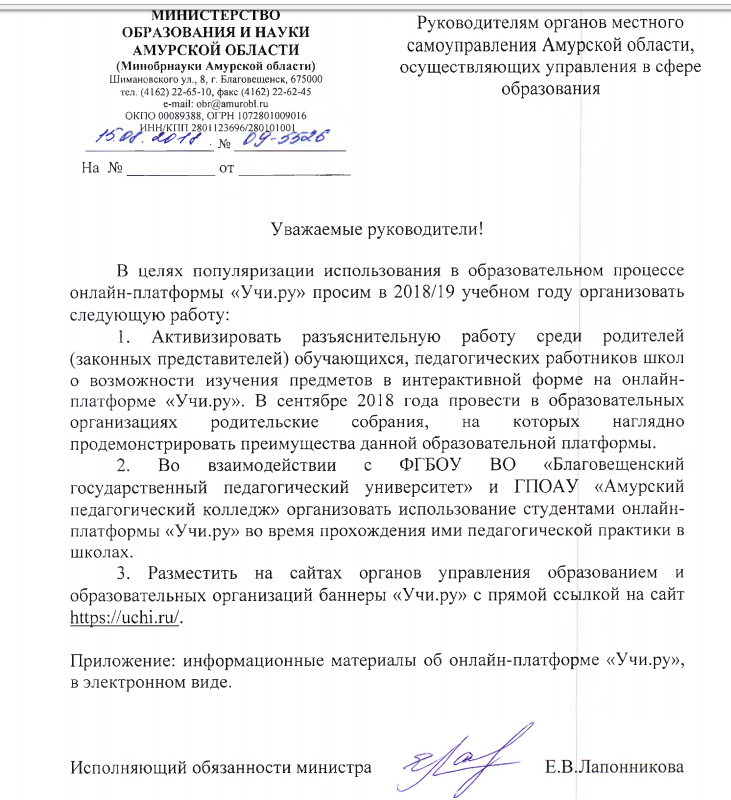 МИНИСТЕРСТВО
ОБРАЗОВАНИЯ И НАУКИ
АМУРСКОЙ ОБЛАСТИ
(Минобрнауки Амурской области)
Шимановского ул., 8, г. Благовещенск, 675000
тел. (4162) 22-65-10, факс (4162) 22-62-45
e-mail: obr@amurobl.ru
ОКПО 00089388, ОГРН 1072801009016
ИНН/КПП 2801123696/280101001
15.08.2018 № 09-5526
На № ____________ от _______________
Руководителям органов местного
самоуправления Амурской области,
осуществляющих управления в сфере
образования
Уважаемые руководители!
В целях популяризации использования в образовательном процессе
онлайн-платформы «Учи.ру» просим в 2018/19 учебном году организовать
следующую работу:
1. Активизировать разъяснительную работу среди родителей
(законных представителей) обучающихся, педагогических работников школ
о возможности изучения предметов в интерактивной форме на онлайн-
платформе «Учи.ру». В сентябре 2018 года провести в образовательных
организациях родительские собрания, на которых наглядно
продемонстрировать преимущества данной образовательной платформы.
2. Во взаимодействии с ФГБОУ ВО «Благовещенский
государственный педагогический университет» и ГПОАУ «Амурский
педагогический колледж» организовать использование студентами онлайн-
платформы «Учи.ру» во время прохождения ими педагогической практики в
школах.
3. Разместить на сайтах органов управления образованием и
образовательных организаций баннеры «Учи.ру» с прямой ссылкой на сайт
https://uchi.ru/.
Приложение: информационные материалы об онлайн-платформе «Учи.ру»,
в электронном виде.
Исполняющий обязанности министра Е.В.Лапонникова